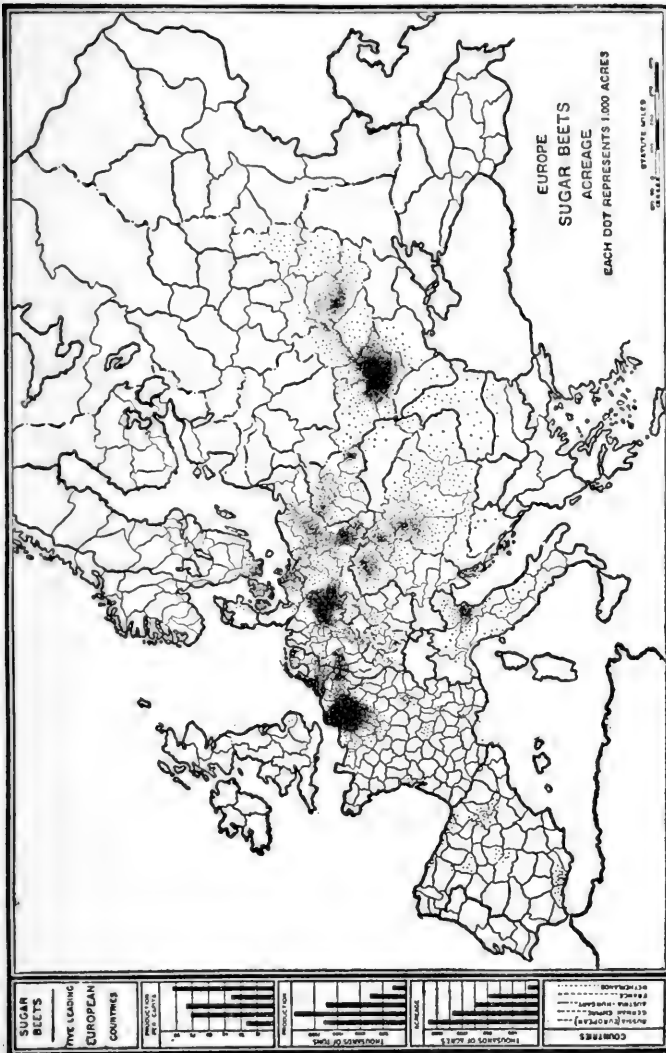 EUROPE
SUGAR BEETS
ACREAGE
EACH DOT REPRESENTS 1,000 ACRES
STATUTE MILES
SUGAR
BEETS
FIVE LEADING
EUROPEAN
COUNTRIES
PRODUCTION
PER CAPITA
PRODUCTION
THOUSANDS OF TONS
ACREAGE
THOUSANDS OF ACRES
COUNTRIES
RUSSIA (EUROPEAN)
GERMAN EMPIRE
AUSTRIA-HUNGARY
FRANCE
NETHERLANDS